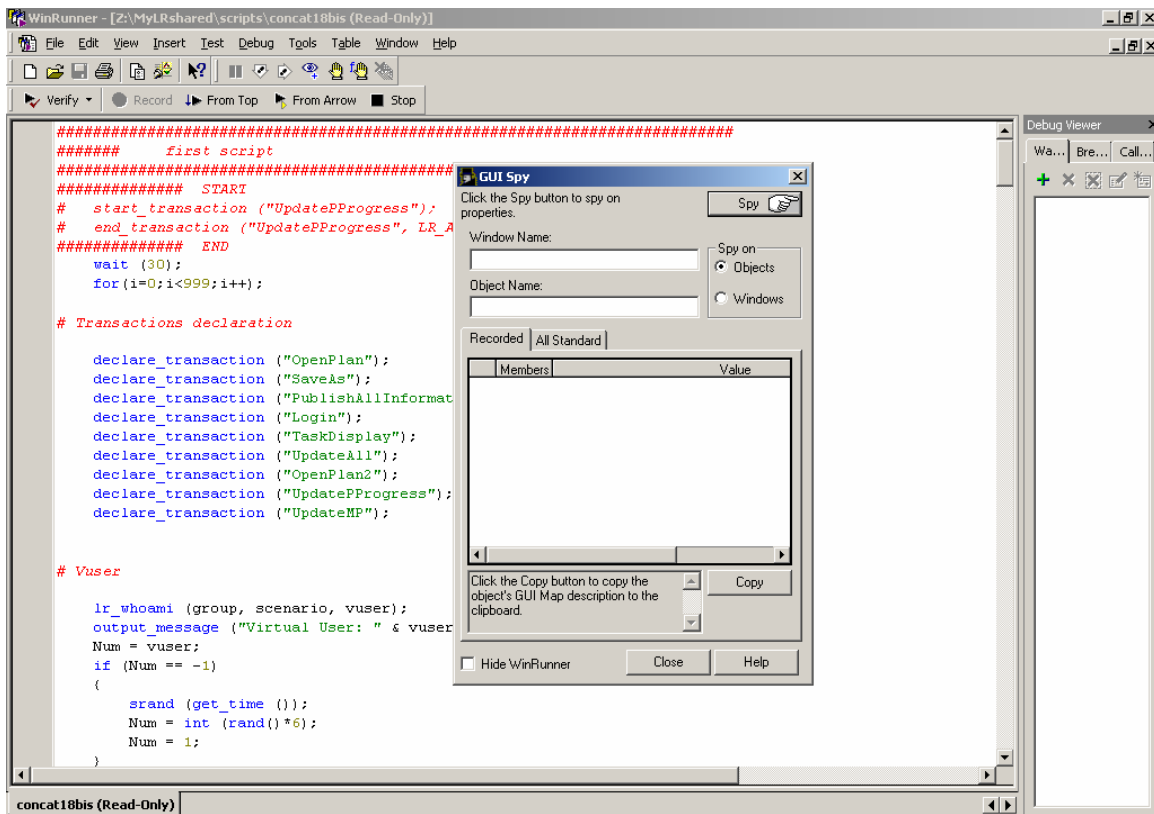 WinRunner - [Z:\MyLRshared\scripts\concat18bis (Read-Only)]
File Edit View Insert Test Debug Tools Table Window Help
Verify Record From Top From Arrow Stop
###########################################################################
####### first script
############################################
############## START
# start_transaction ("UpdatePProgress");
# end_transaction ("UpdatePProgress", LR_A
############## END
wait (30);
for(i=0;i<999;i++);
# Transactions declaration
declare_transaction ("OpenPlan");
declare_transaction ("SaveAs");
declare_transaction ("PublishAllInformat
declare_transaction ("Login");
declare_transaction ("TaskDisplay");
declare_transaction ("UpdateAll");
declare_transaction ("OpenPlan2");
declare_transaction ("UpdatePProgress");
declare_transaction ("UpdateMP");
# Vuser
lr_whoami (group, scenario, vuser);
output_message ("Virtual User: " & vuser
Num = vuser;
if (Num == -1)
{
srand (get_time ());
Num = int (rand()*6);
Num = 1;
}
GUI Spy
Click the Spy button to spy on
properties.
Spy
Window Name:
Spy on
Objects
Object Name:
Windows
Recorded All Standard
Members Value
Click the Copy button to copy the
object's GUI Map description to the
clipboard.
Copy
Hide WinRunner Close Help
Debug Viewer
Wa... Bre... Call...
concat18bis (Read-Only)